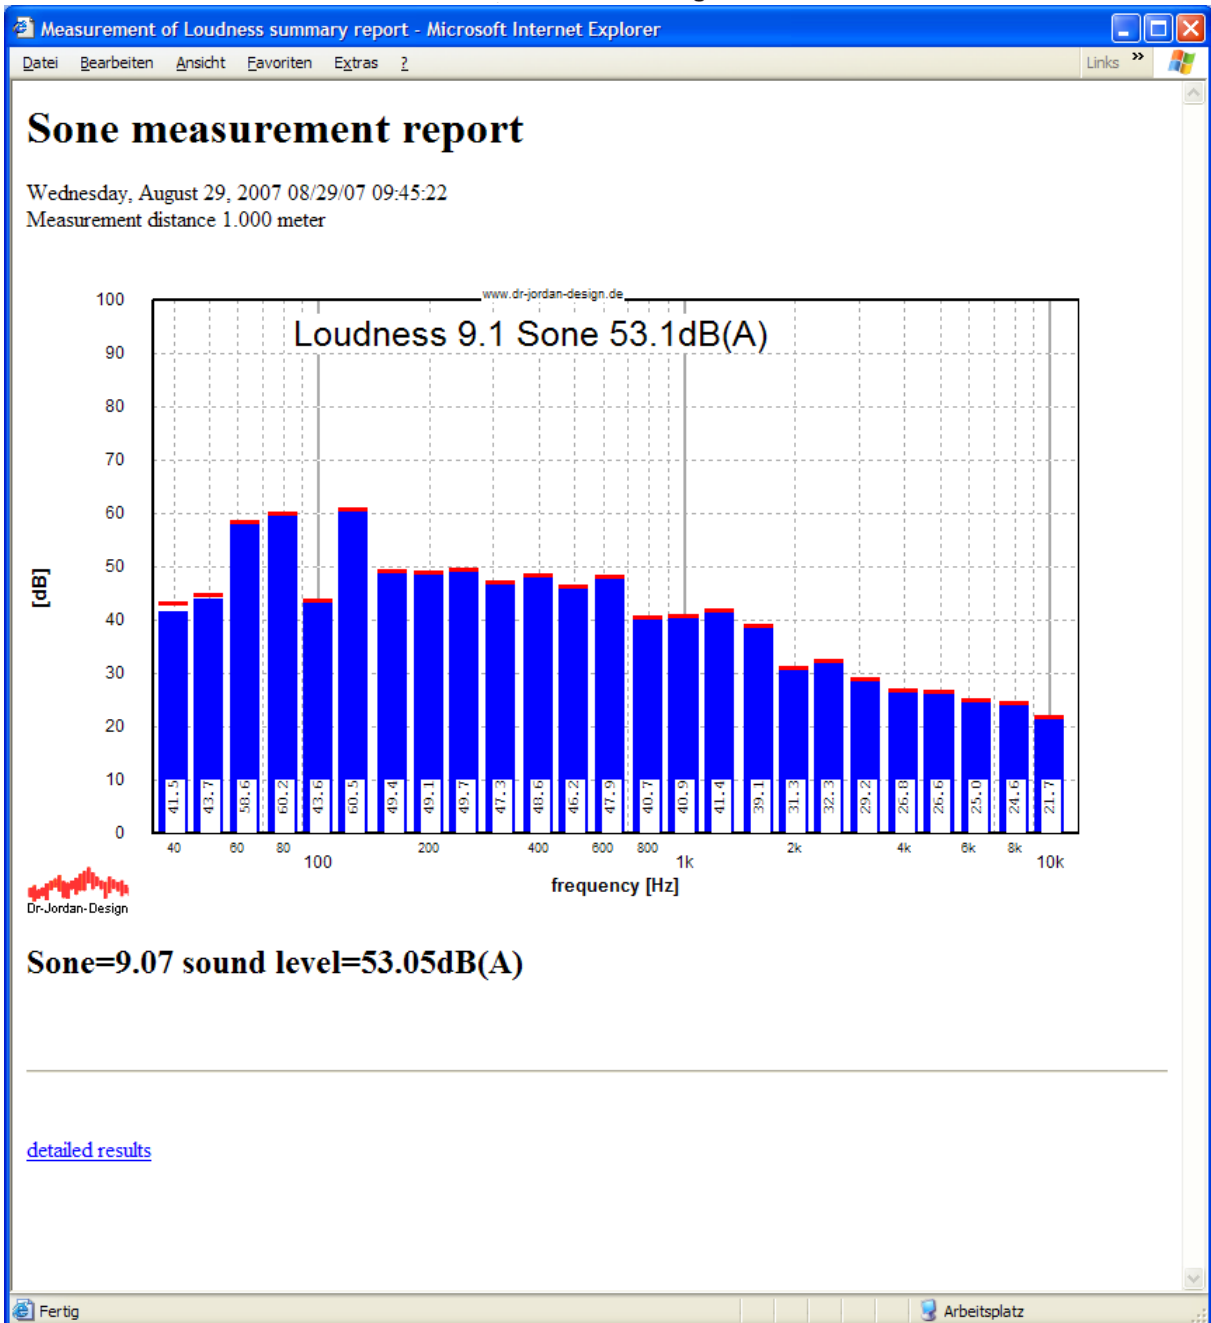 Measurement of Loudness summary report - Microsoft Internet Explorer
Datei Bearbeiten Ansicht Favoriten Extras ? Links »
Sone measurement report
Wednesday, August 29, 2007 08/29/07 09:45:22
Measurement distance 1.000 meter
www.dr-jordan-design.de
Loudness 9.1 Sone 53.1dB(A)
100
90
80
70
60
50
40
30
20
10
0
[dB]
41.5 43.7 58.6 60.2 43.6 60.5 49.4 49.1 49.7 47.3 48.6 46.2 47.9 40.7 40.9 41.4 39.1 31.3 32.3 29.2 26.8 26.6 25.0 24.6 21.7
40 60 80 100 200 400 600 800 1k 2k 4k 6k 8k 10k
frequency [Hz]
Dr-Jordan-Design
Sone=9.07 sound level=53.05dB(A)
detailed results
Fertig Arbeitsplatz